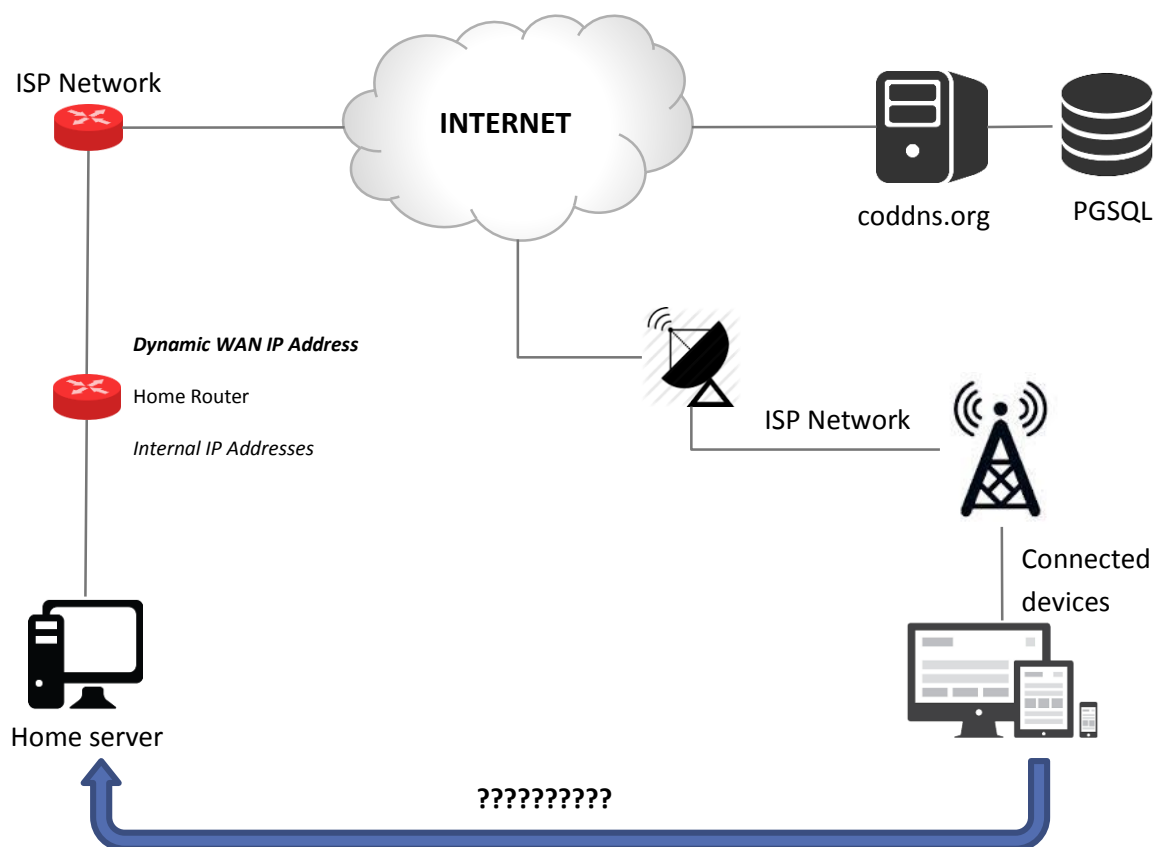 ISP Network
INTERNET
coddns.org
PGSQL
Dynamic WAN IP Address
Home Router
Internal IP Addresses
ISP Network
Connected
devices
Home server
??????????